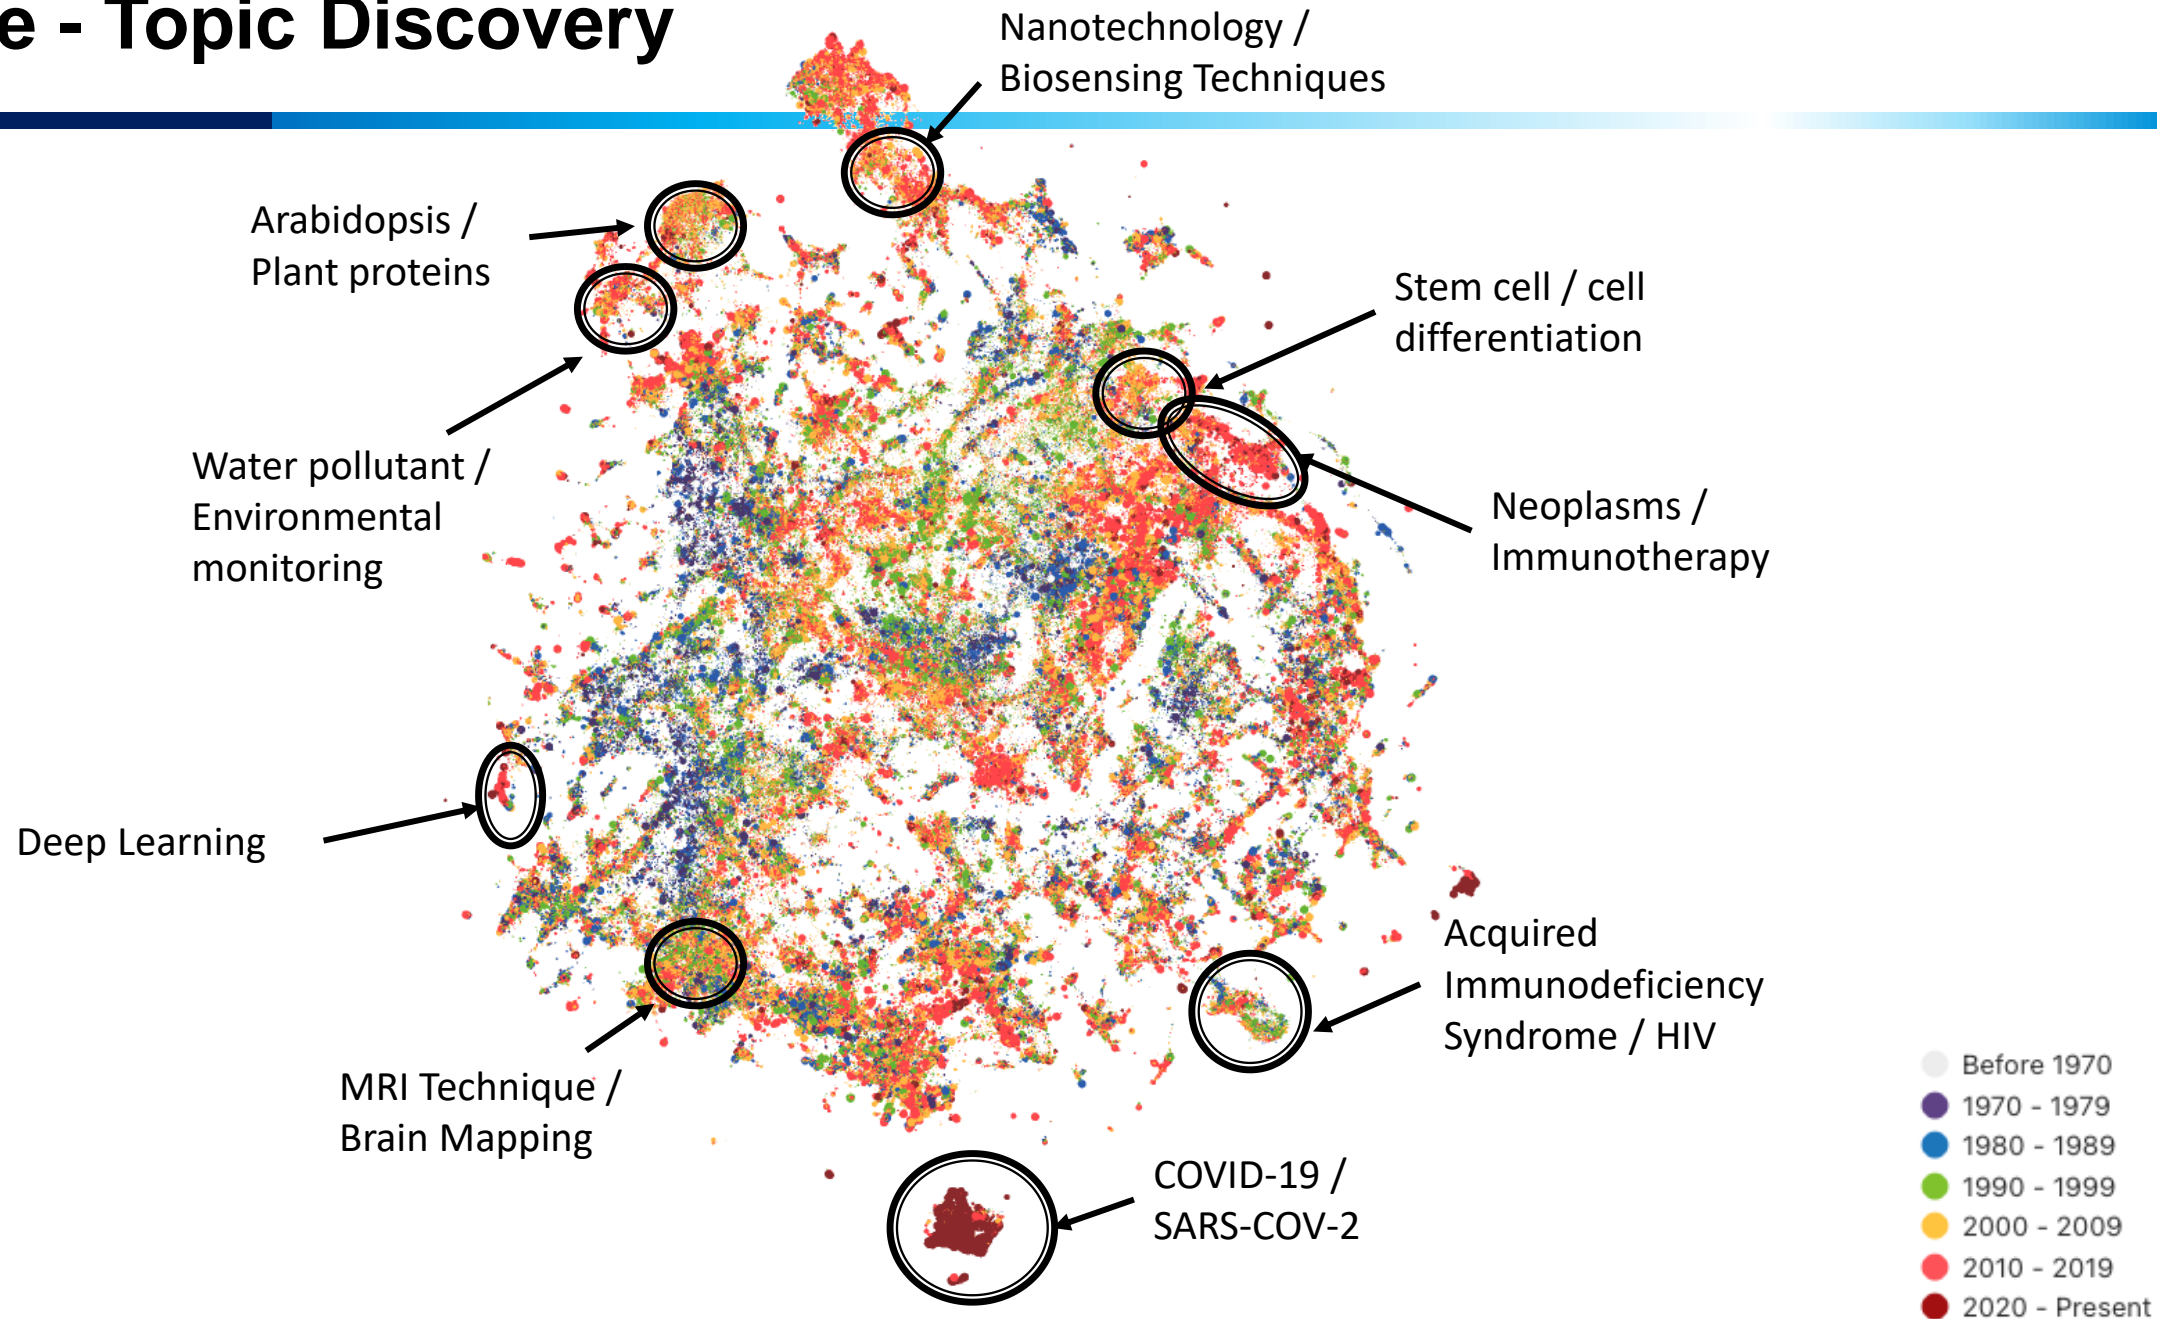 e - Topic Discovery
Nanotechnology /
Biosensing Techniques
Arabidopsis /
Plant proteins
Stem cell / cell
differentiation
Water pollutant /
Environmental
monitoring
Neoplasms /
Immunotherapy
Deep Learning
Acquired
Immunodeficiency
Syndrome / HIV
MRI Technique /
Brain Mapping
COVID-19 /
SARS-COV-2
Before 1970
1970 - 1979
1980 - 1989
1990 - 1999
2000 - 2009
2010 - 2019
2020 - Present